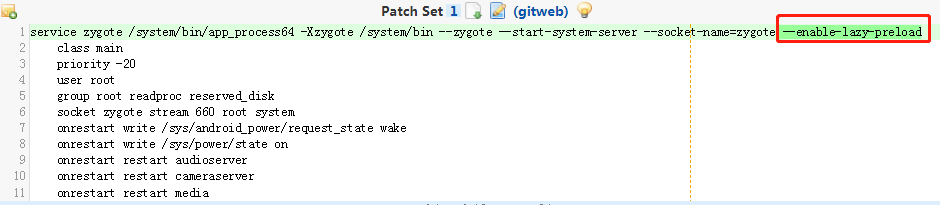 Patch Set 1 (gitweb)
1 service zygote /system/bin/app_process64 -Xzygote /system/bin --zygote --start-system-server --socket-name=zygote --enable-lazy-preload
2 class main
3 priority -20
4 user root
5 group root readproc reserved_disk
6 socket zygote stream 660 root system
7 onrestart write /sys/android_power/request_state wake
8 onrestart write /sys/power/state on
9 onrestart restart audioserver
10 onrestart restart cameraserver
11 onrestart restart media